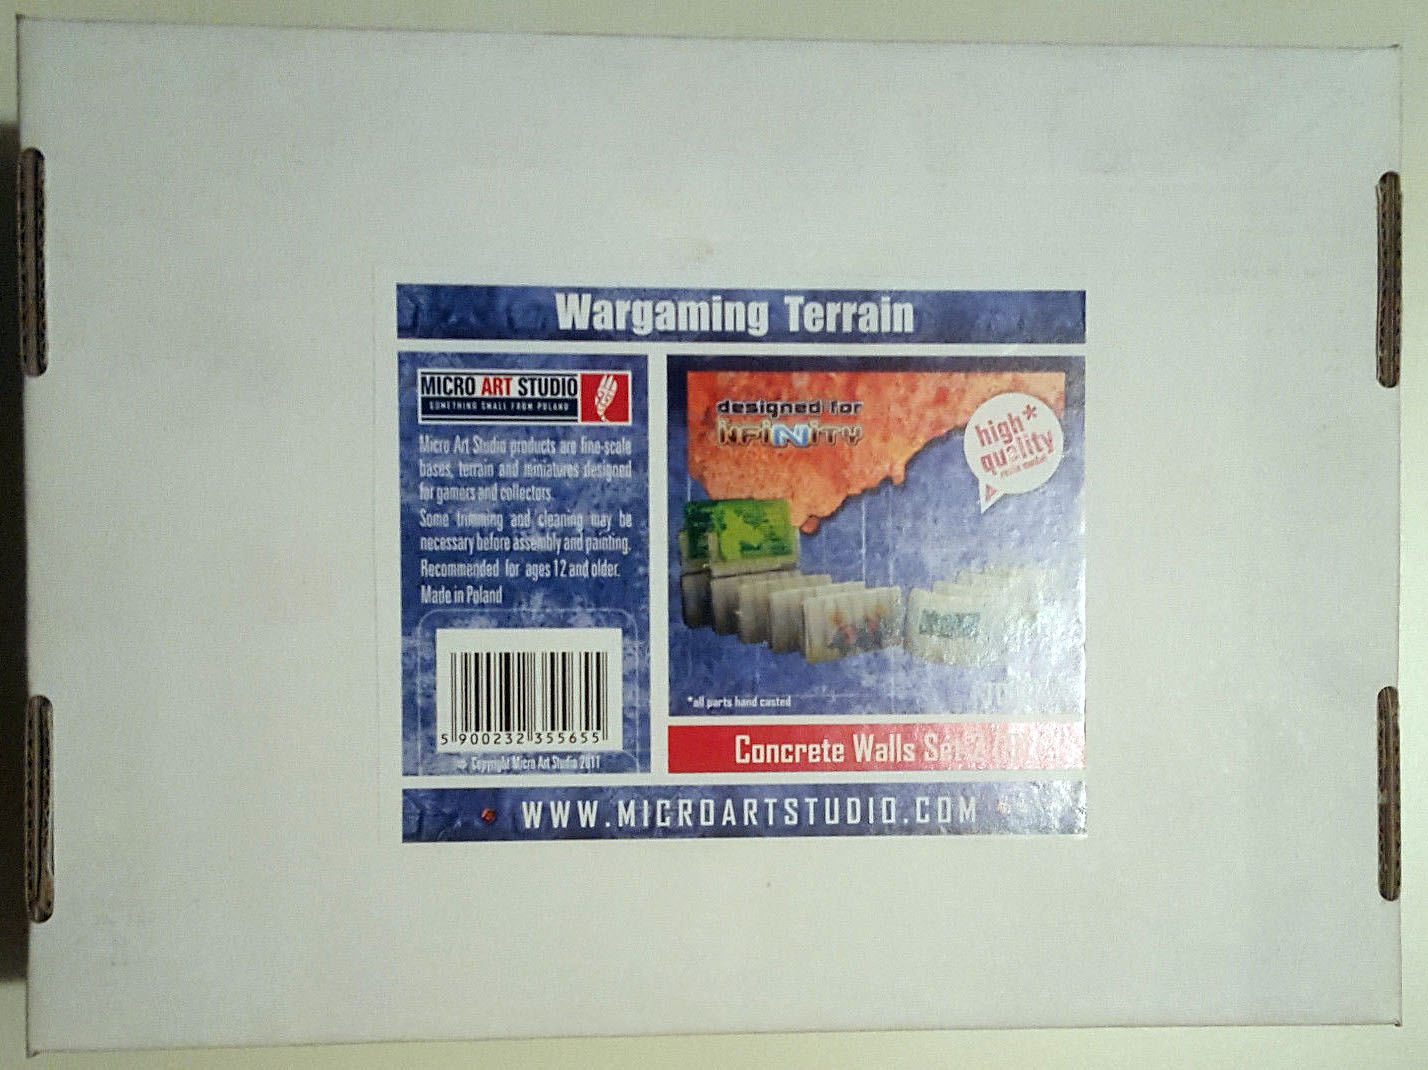 Wargaming Terrain
MICRO ART STUDIO
SOMETHING SMALL FROM POLAND
Micro Art Studio products are fine-scale
bases, terrain and miniatures designed
for gamers and collectors.
Some trimming and cleaning may be
necessary before assembly and painting.
Recommended for ages 12 and older.
Made in Poland
5 900232 355655
Copyright Micro Art Studio 2011
designed for
iNFiNiTY
high*
quality
resin model
*all parts hand casted
Concrete Walls Set
WWW.MICROARTSTUDIO.COM